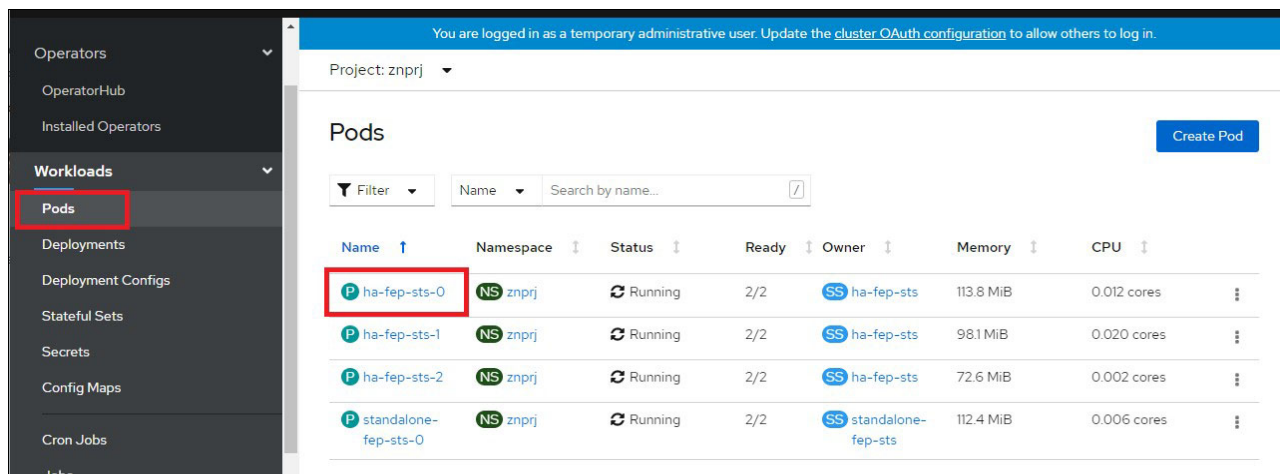 You are logged in as a temporary administrative user. Update the cluster OAuth configuration to allow others to log in.
Operators
OperatorHub
Installed Operators
Workloads
Pods
Deployments
Deployment Configs
Stateful Sets
Secrets
Config Maps
Cron Jobs
Project: znprj
Pods
Create Pod
Filter Name Search by name... /
Name Namespace Status Ready Owner Memory CPU
P ha-fep-sts-0 NS znprj Running 2/2 SS ha-fep-sts 113.8 MiB 0.012 cores
P ha-fep-sts-1 NS znprj Running 2/2 SS ha-fep-sts 98.1 MiB 0.020 cores
P ha-fep-sts-2 NS znprj Running 2/2 SS ha-fep-sts 72.6 MiB 0.002 cores
P standalone- NS znprj Running 2/2 SS standalone- 112.4 MiB 0.006 cores
fep-sts-0 fep-sts